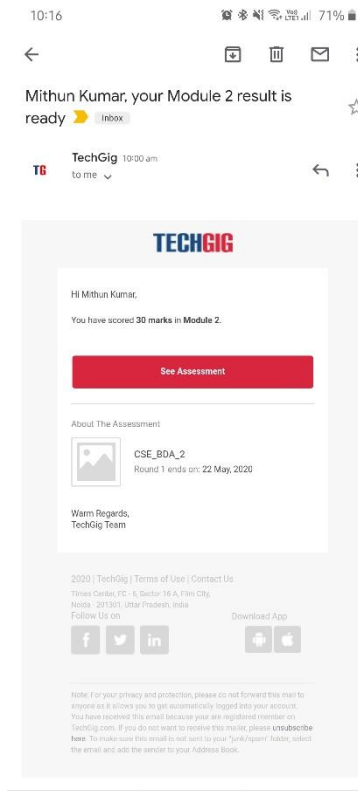 10:16
71%
Mithun Kumar, your Module 2 result is
ready Inbox
TG
TechGig 10:00 am
to me
TECHGIG
Hi Mithun Kumar,
You have scored 30 marks in Module 2.
See Assessment
About The Assessment
CSE_BDA_2
Round 1 ends on: 22 May, 2020
Warm Regards,
TechGig Team
2020 | TechGig | Terms of Use | Contact Us
Times Center, FC - 6, Sector 16 A, Film City,
Noida - 201301, Uttar Pradesh, India
Follow Us on
Download App
Note: For your privacy and protection, please do not forward this mail to
anyone as it allows you to get automatically logged into your account.
You have received this email because your are registered member on
TechGig.com. If you do not want to receive this mailer, please unsubscribe
here. To make sure this email is not sent to your "junk/spam" folder, select
the email and add the sender to your Address Book.